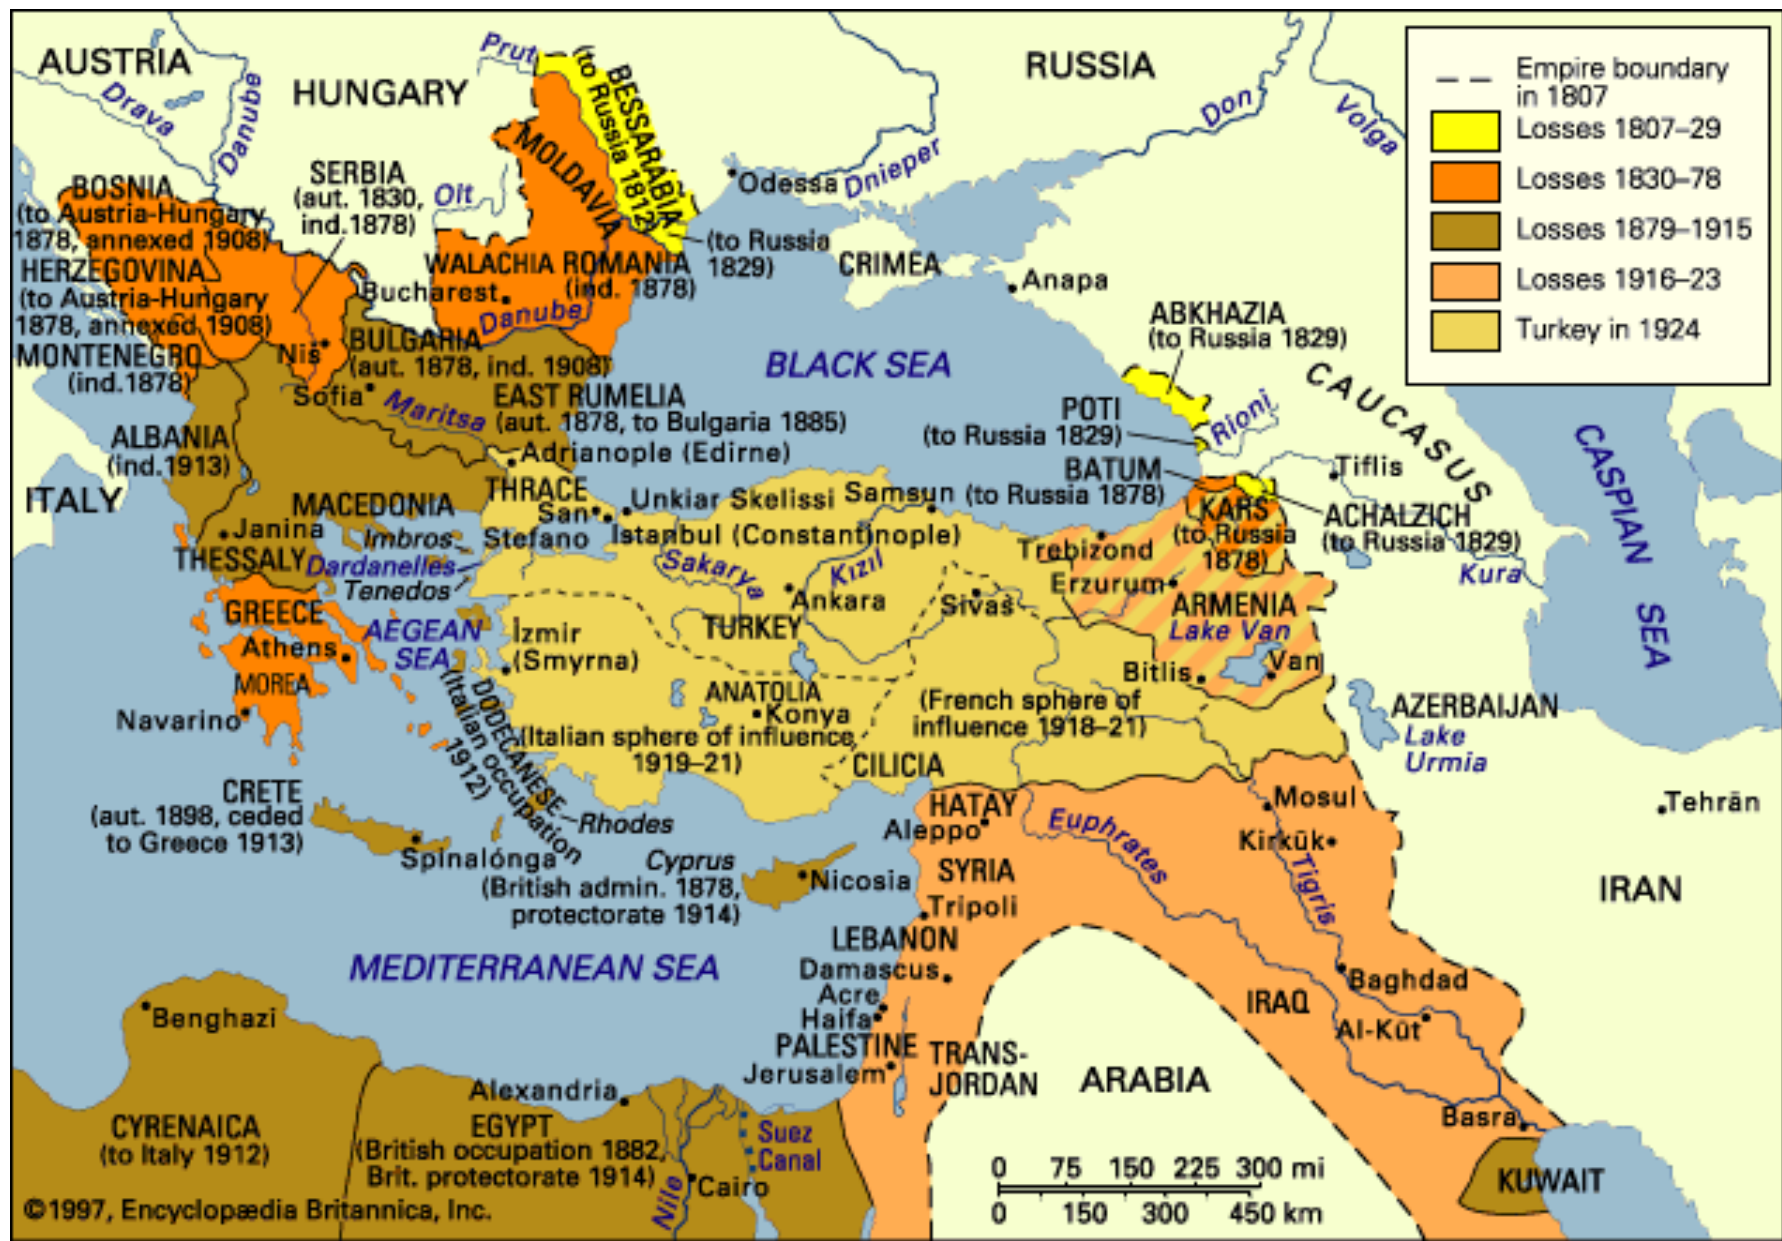 AUSTRIA
Drava
Danube
HUNGARY
Prut
BESSARABIA
(to Russia 1812)
RUSSIA
Don
Volga
Empire boundary
in 1807
Losses 1807–29
Losses 1830–78
Losses 1879–1915
Losses 1916–23
Turkey in 1924
MOLDAVIA
Odessa
Dnieper
SERBIA
(aut. 1830,
ind.1878)
Olt
BOSNIA
(to Austria-Hungary
1878, annexed 1908)
HERZEGOVINA
(to Austria-Hungary
1878, annexed 1908)
MONTENEGRO
(ind.1878)
WALACHIA
ROMANIA
(ind. 1878)
(to Russia
1829)
CRIMEA
Anapa
Bucharest
Danube
Niš
BULGARIA
(aut. 1878, ind. 1908)
BLACK SEA
ABKHAZIA
(to Russia 1829)
CAUCASUS
Sofia
Maritsa
EAST RUMELIA
(aut. 1878, to Bulgaria 1885)
POTI
(to Russia 1829)
Rioni
ALBANIA
(ind.1913)
Adrianople (Edirne)
BATUM
(to Russia 1878)
Tiflis
CASPIAN SEA
ITALY
MACEDONIA
THRACE
San
Stefano
Unkiar Skelissi
Samsun
KARS
(to Russia
1878)
ACHALZICH
(to Russia 1829)
Janina
Imbros
Istanbul (Constantinople)
Trebizond
THESSALY
Dardanelles
Tenedos
Sakarya
Kızıl
Erzurum
Kura
GREECE
Ankara
Sivas
ARMENIA
Lake Van
Athens
AEGEAN
SEA
İzmir
(Smyrna)
TURKEY
Bitlis
Van
MOREA
Navarino
DODECANESE
(Italian occupation
1912)
ANATOLIA
Konya
(Italian sphere of influence
1919–21)
(French sphere of
influence 1918–21)
AZERBAIJAN
Lake
Urmia
CILICIA
CRETE
(aut. 1898, ceded
to Greece 1913)
Rhodes
HATAY
Aleppo
Euphrates
Mosul
Tehrān
Spinalónga
Cyprus
(British admin. 1878,
protectorate 1914)
Nicosia
SYRIA
Kirkūk
Tigris
IRAN
Tripoli
LEBANON
MEDITERRANEAN SEA
Damascus
Baghdad
Acre
Haifa
IRAQ
Benghazi
Al-Kūt
PALESTINE
Jerusalem
TRANS-
JORDAN
ARABIA
Alexandria
Basra
CYRENAICA
(to Italy 1912)
EGYPT
(British occupation 1882,
Brit. protectorate 1914)
Suez
Canal
Nile
Cairo
0 75 150 225 300 mi
0 150 300 450 km
KUWAIT
©1997, Encyclopædia Britannica, Inc.